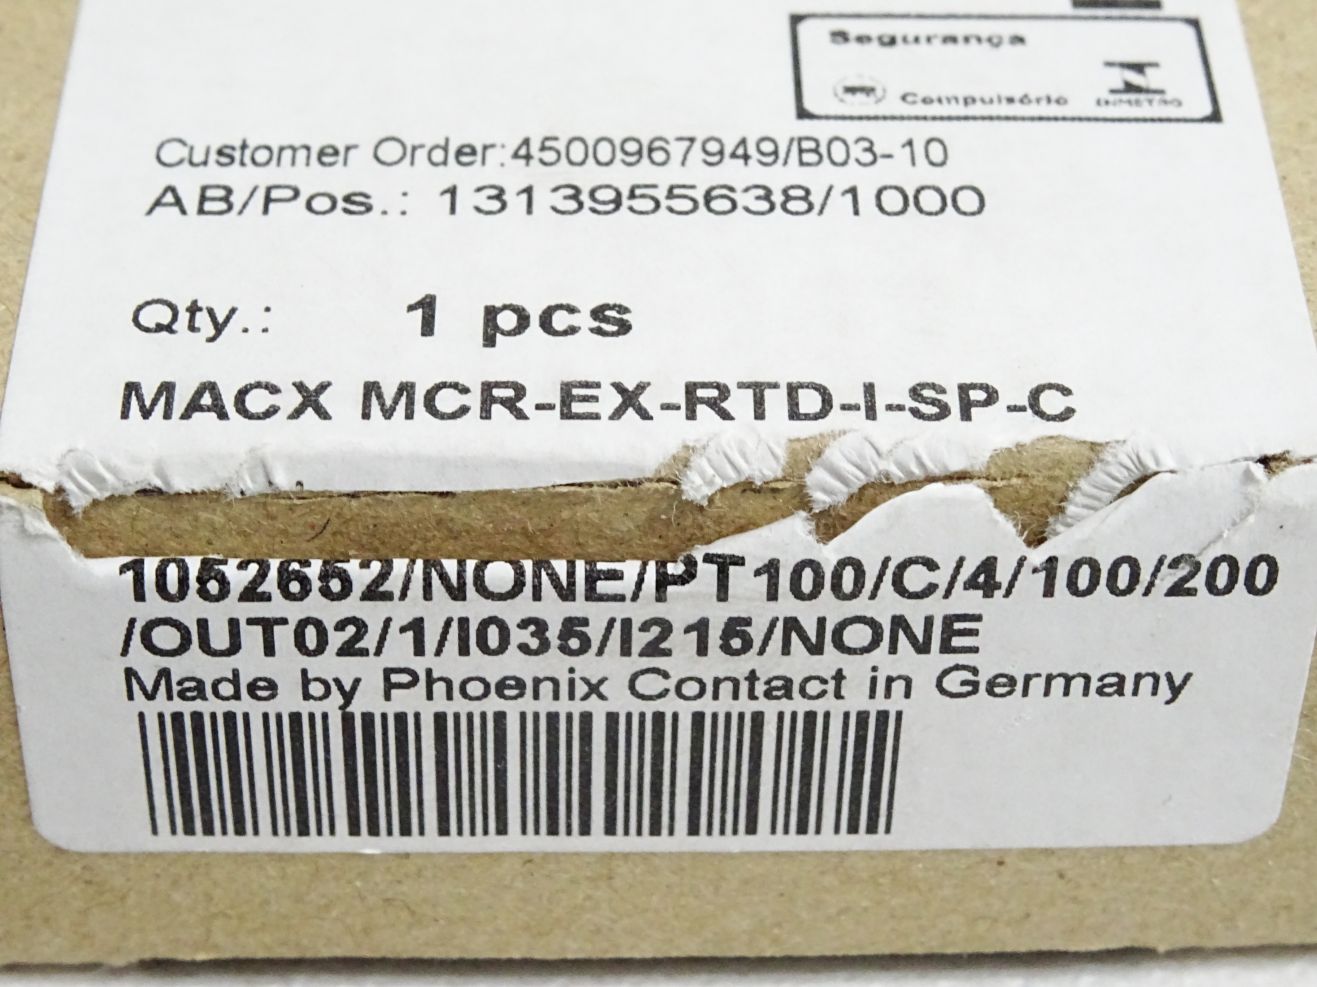 Segurança
Compulsório INMETRO
Customer Order:4500967949/B03-10
AB/Pos.: 1313955638/1000
Qty.: 1 pcs
MACX MCR-EX-RTD-I-SP-C
1052652/NONE/PT100/C/4/100/200
/OUT02/1/I035/I215/NONE
Made by Phoenix Contact in Germany